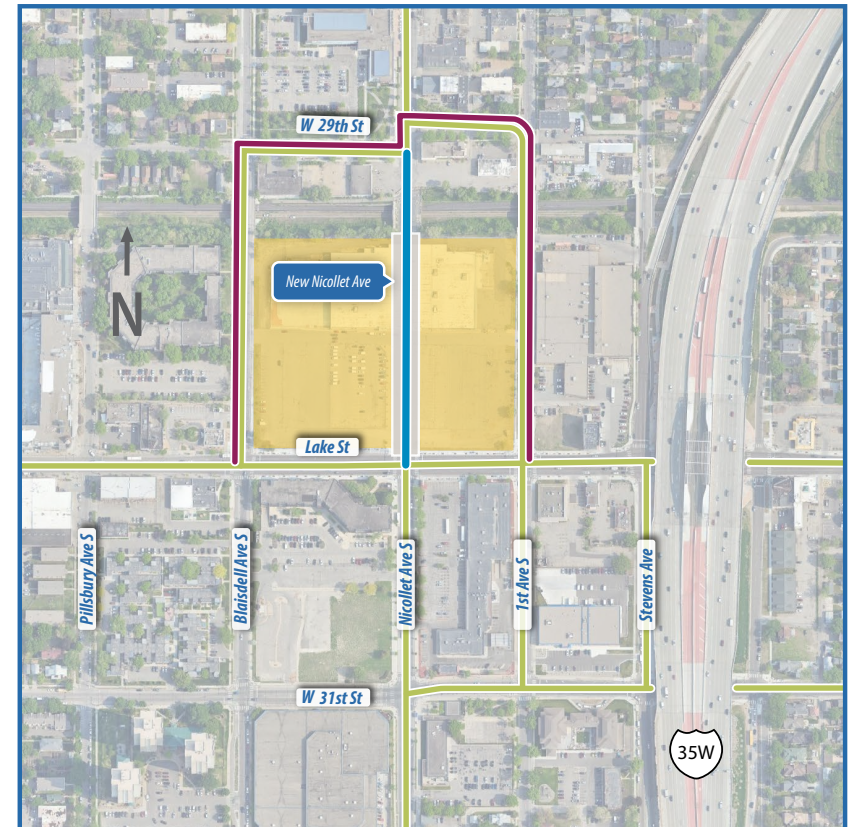 W 29th St
New Nicollet Ave
N
Lake St
Pillsbury Ave S
Blaisdell Ave S
Nicollet Ave S
1st Ave S
Stevens Ave
W 31st St
35W